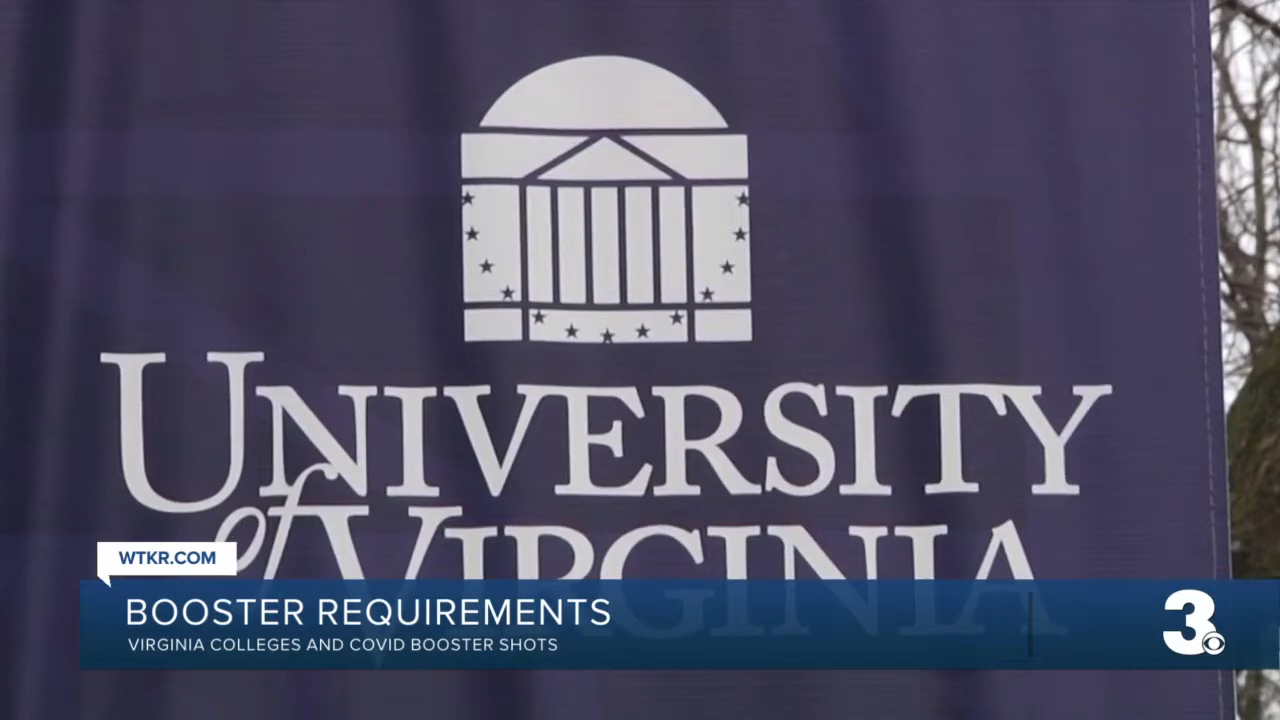 UNIVERSITY
of VIRGINIA
WTKR.COM
BOOSTER REQUIREMENTS
VIRGINIA COLLEGES AND COVID BOOSTER SHOTS
3